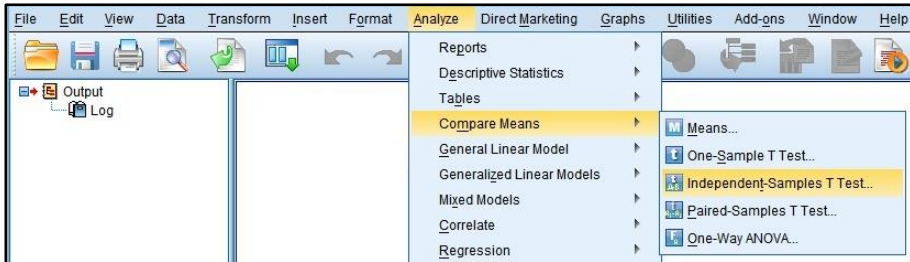 File Edit View Data Transform Insert Format Analyze Direct Marketing Graphs Utilities Add-ons Window Help
Output
Log
Reports
Descriptive Statistics
Tables
Compare Means
General Linear Model
Generalized Linear Models
Mixed Models
Correlate
Regression
Means...
One-Sample T Test...
Independent-Samples T Test...
Paired-Samples T Test...
One-Way ANOVA...